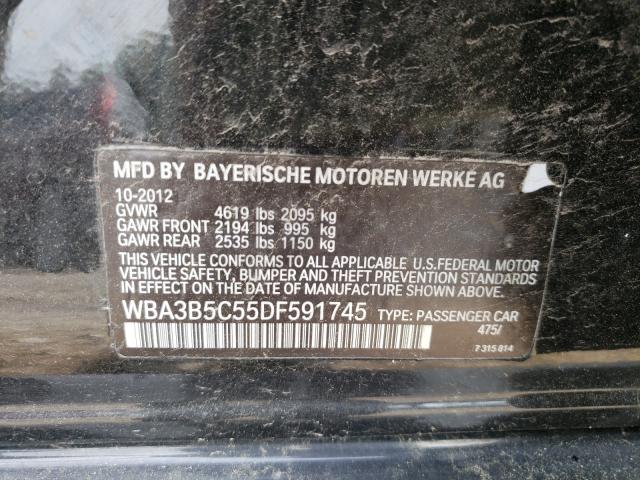 MFD BY BAYERISCHE MOTOREN WERKE AG
10-2012
GVWR 4619 lbs 2095 kg
GAWR FRONT 2194 lbs 995 kg
GAWR REAR 2535 lbs 1150 kg
THIS VEHICLE CONFORMS TO ALL APPLICABLE U.S.FEDERAL MOTOR
VEHICLE SAFETY, BUMPER AND THEFT PREVENTION STANDARDS
IN EFFECT ON THE DATE OF MANUFACTURE SHOWN ABOVE.
WBA3B5C55DF591745 TYPE: PASSENGER CAR
475/
7 315 814